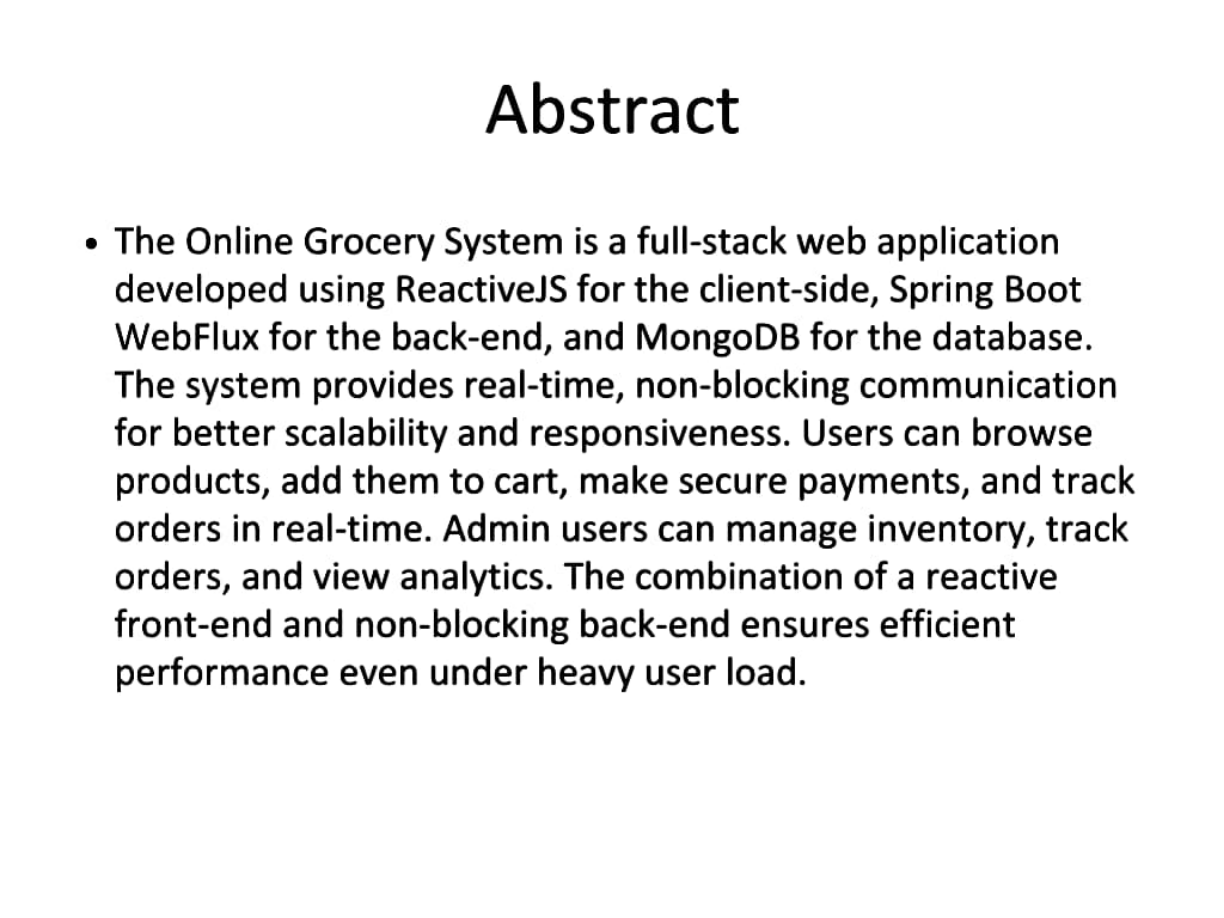 Abstract
• The Online Grocery System is a full-stack web application
developed using ReactiveJS for the client-side, Spring Boot
WebFlux for the back-end, and MongoDB for the database.
The system provides real-time, non-blocking communication
for better scalability and responsiveness. Users can browse
products, add them to cart, make secure payments, and track
orders in real-time. Admin users can manage inventory, track
orders, and view analytics. The combination of a reactive
front-end and non-blocking back-end ensures efficient
performance even under heavy user load.